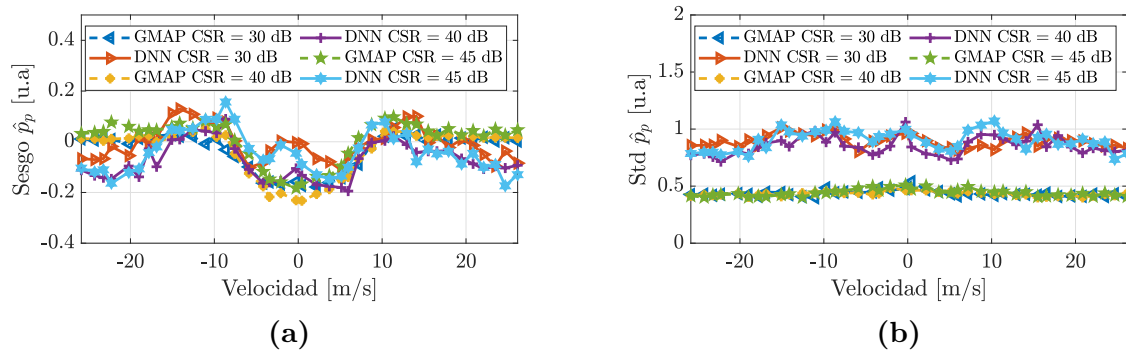 0.4
0.2
0
-0.2
-0.4
Sesgo p̂ₚ [u.a]
GMAP CSR = 30 dB
DNN CSR = 30 dB
GMAP CSR = 40 dB
DNN CSR = 40 dB
GMAP CSR = 45 dB
DNN CSR = 45 dB
-20 -10 0 10 20
Velocidad [m/s]
(a)
2
1.5
1
0.5
0
Std p̂ₚ [u.a]
GMAP CSR = 30 dB
DNN CSR = 30 dB
GMAP CSR = 40 dB
DNN CSR = 40 dB
GMAP CSR = 45 dB
DNN CSR = 45 dB
-20 -10 0 10 20
Velocidad [m/s]
(b)